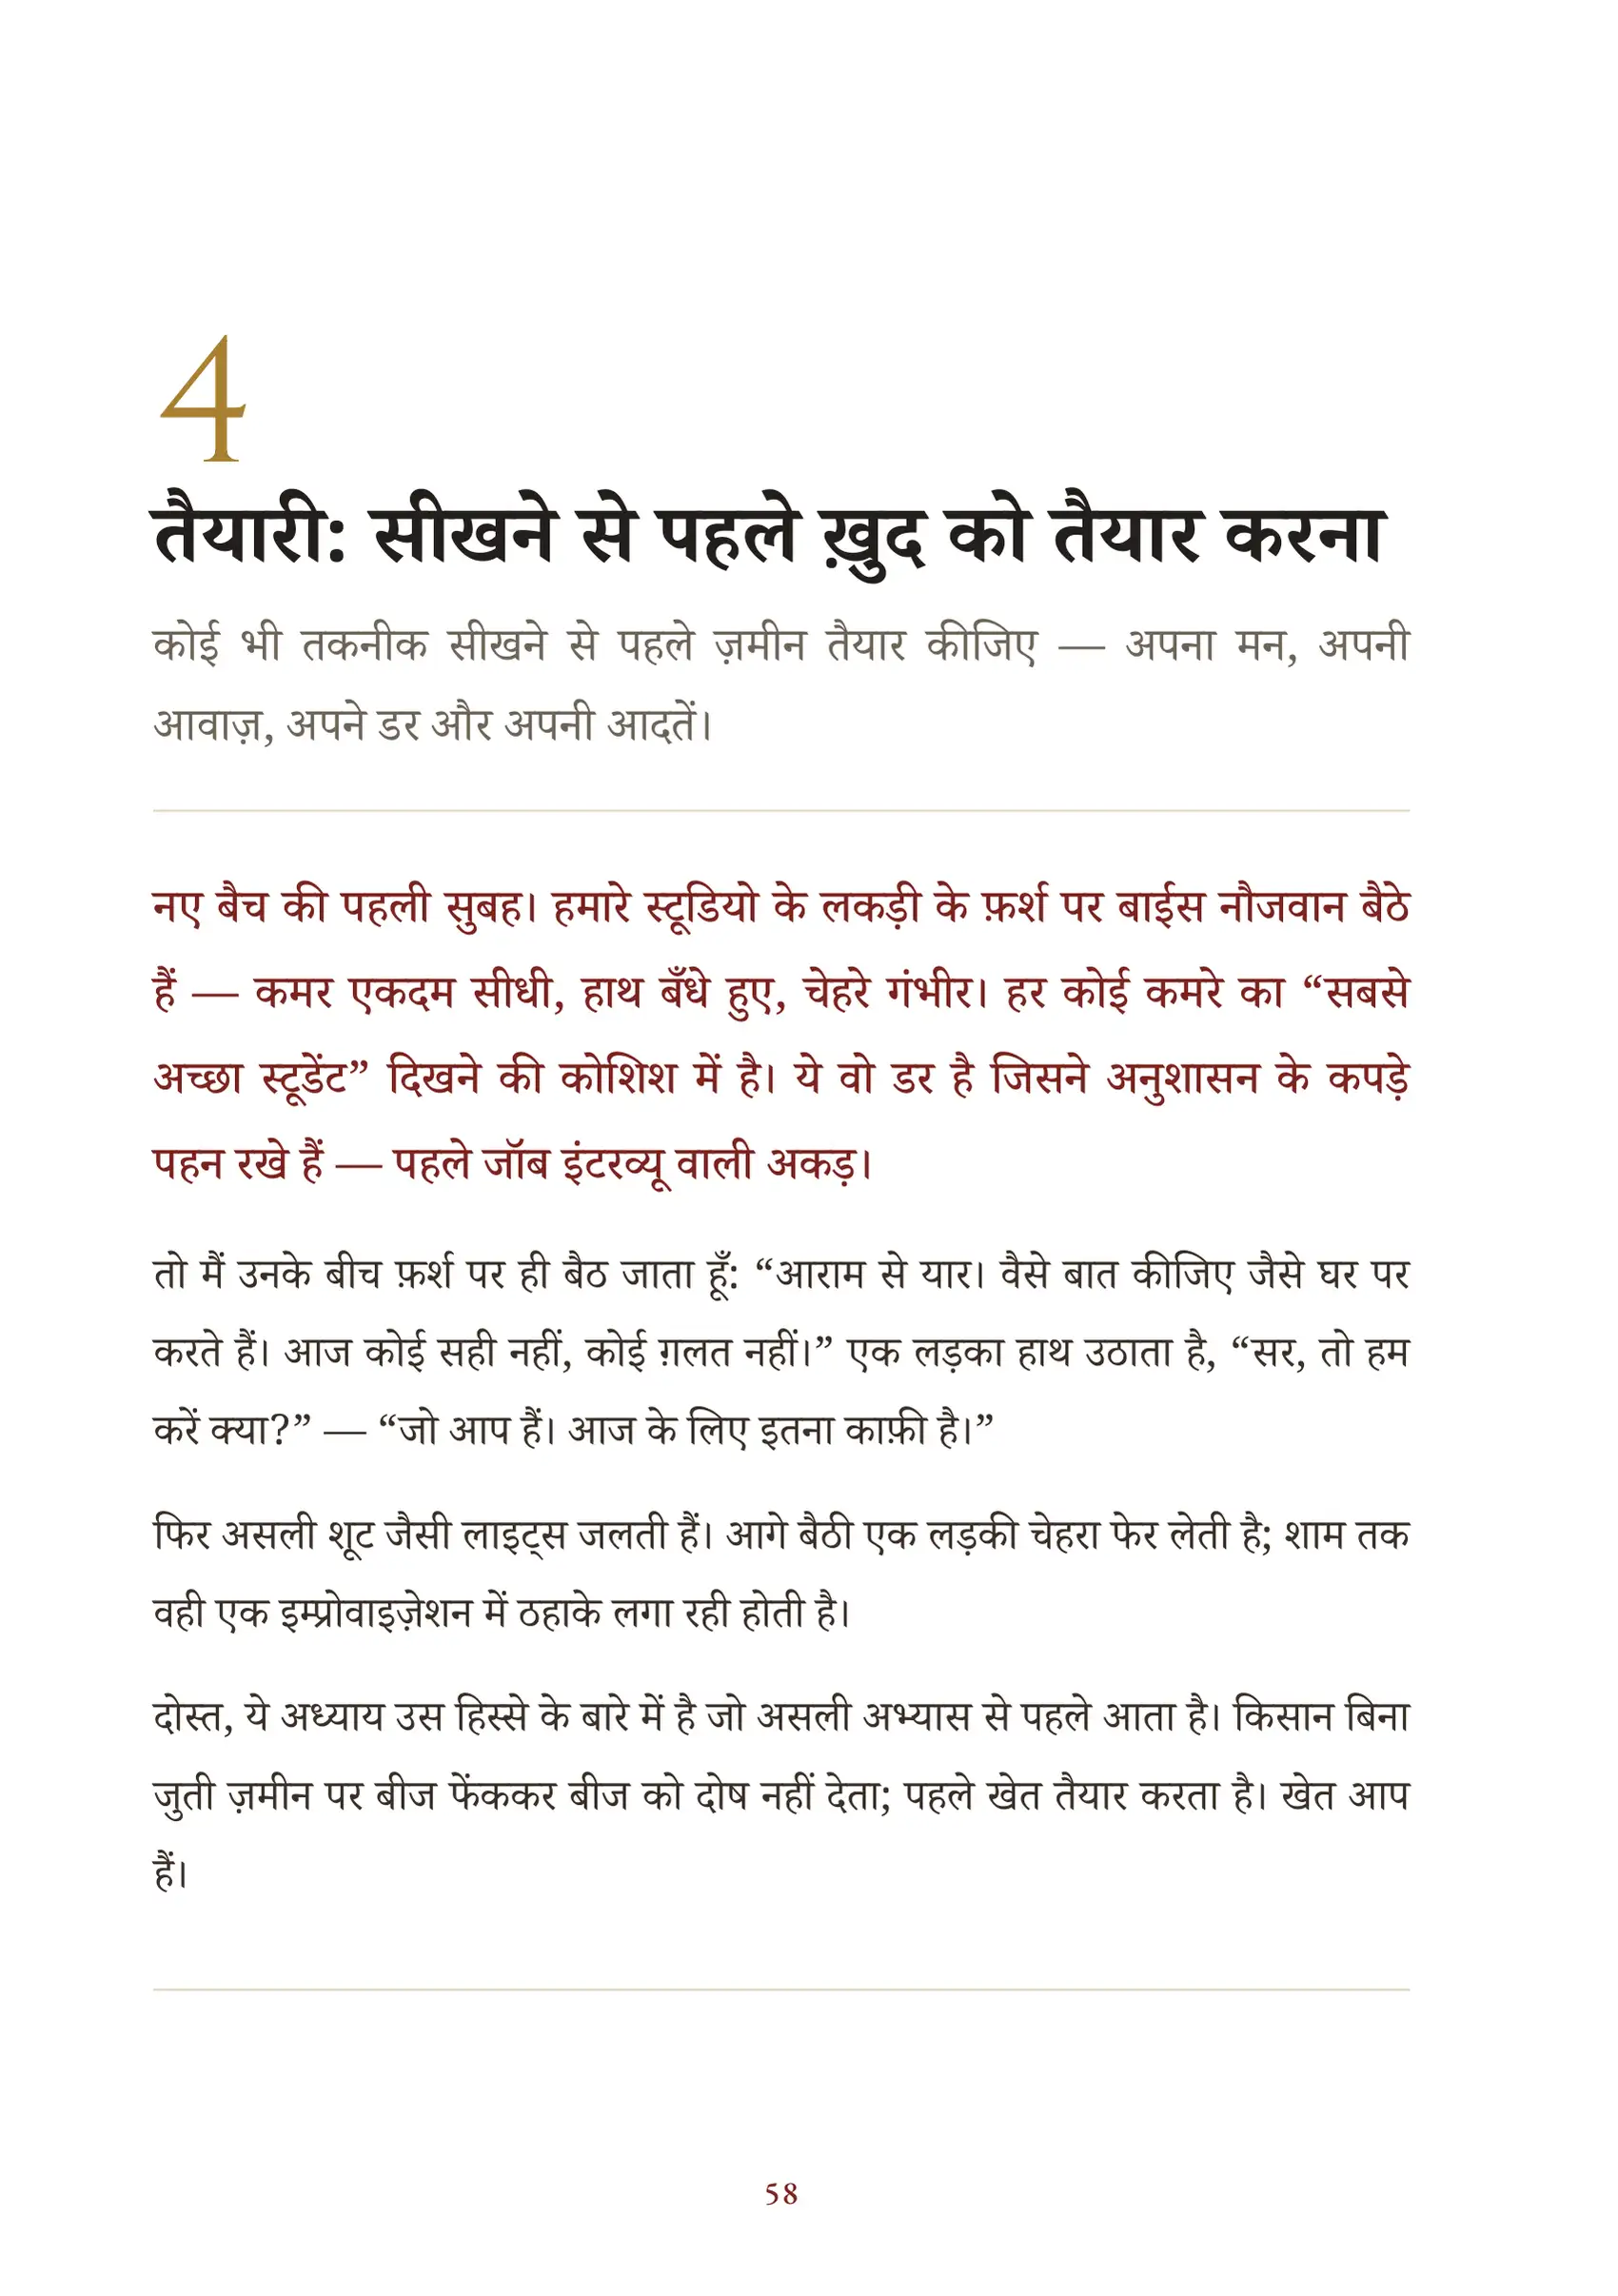 4
तैयारी: सीखने से पहले ख़ुद को तैयार करना
कोई भी तकनीक सीखने से पहले ज़मीन तैयार कीजिए — अपना मन, अपनी
आवाज़, अपने डर और अपनी आदतें।
नए बैच की पहली सुबह। हमारे स्टूडियो के लकड़ी के फ़र्श पर बाईस नौजवान बैठे
हैं — कमर एकदम सीधी, हाथ बँधे हुए, चेहरे गंभीर। हर कोई कमरे का “सबसे
अच्छा स्टूडेंट” दिखने की कोशिश में है। ये वो डर है जिसने अनुशासन के कपड़े
पहन रखे हैं — पहले जॉब इंटरव्यू वाली अकड़।
तो मैं उनके बीच फ़र्श पर ही बैठ जाता हूँ: “आराम से यार। वैसे बात कीजिए जैसे घर पर
करते हैं। आज कोई सही नहीं, कोई ग़लत नहीं।” एक लड़का हाथ उठाता है, “सर, तो हम
करें क्या?” — “जो आप हैं। आज के लिए इतना काफ़ी है।”
फिर असली शूट जैसी लाइट्स जलती हैं। आगे बैठी एक लड़की चेहरा फेर लेती है; शाम तक
वही एक इम्प्रोवाइज़ेशन में ठहाके लगा रही होती है।
दोस्त, ये अध्याय उस हिस्से के बारे में है जो असली अभ्यास से पहले आता है। किसान बिना
जुती ज़मीन पर बीज फेंककर बीज को दोष नहीं देता; पहले खेत तैयार करता है। खेत आप
हैं।
58